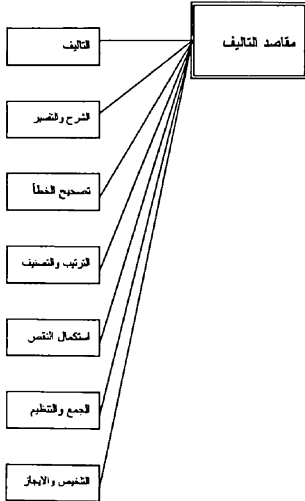 مقاصد التاليف
التاليف
الشرح والتفسير
تصحيح الخطأ
الترتيب والتصنيف
استكمال النقص
الجمع والتنظيم
التلخيص والايجاز